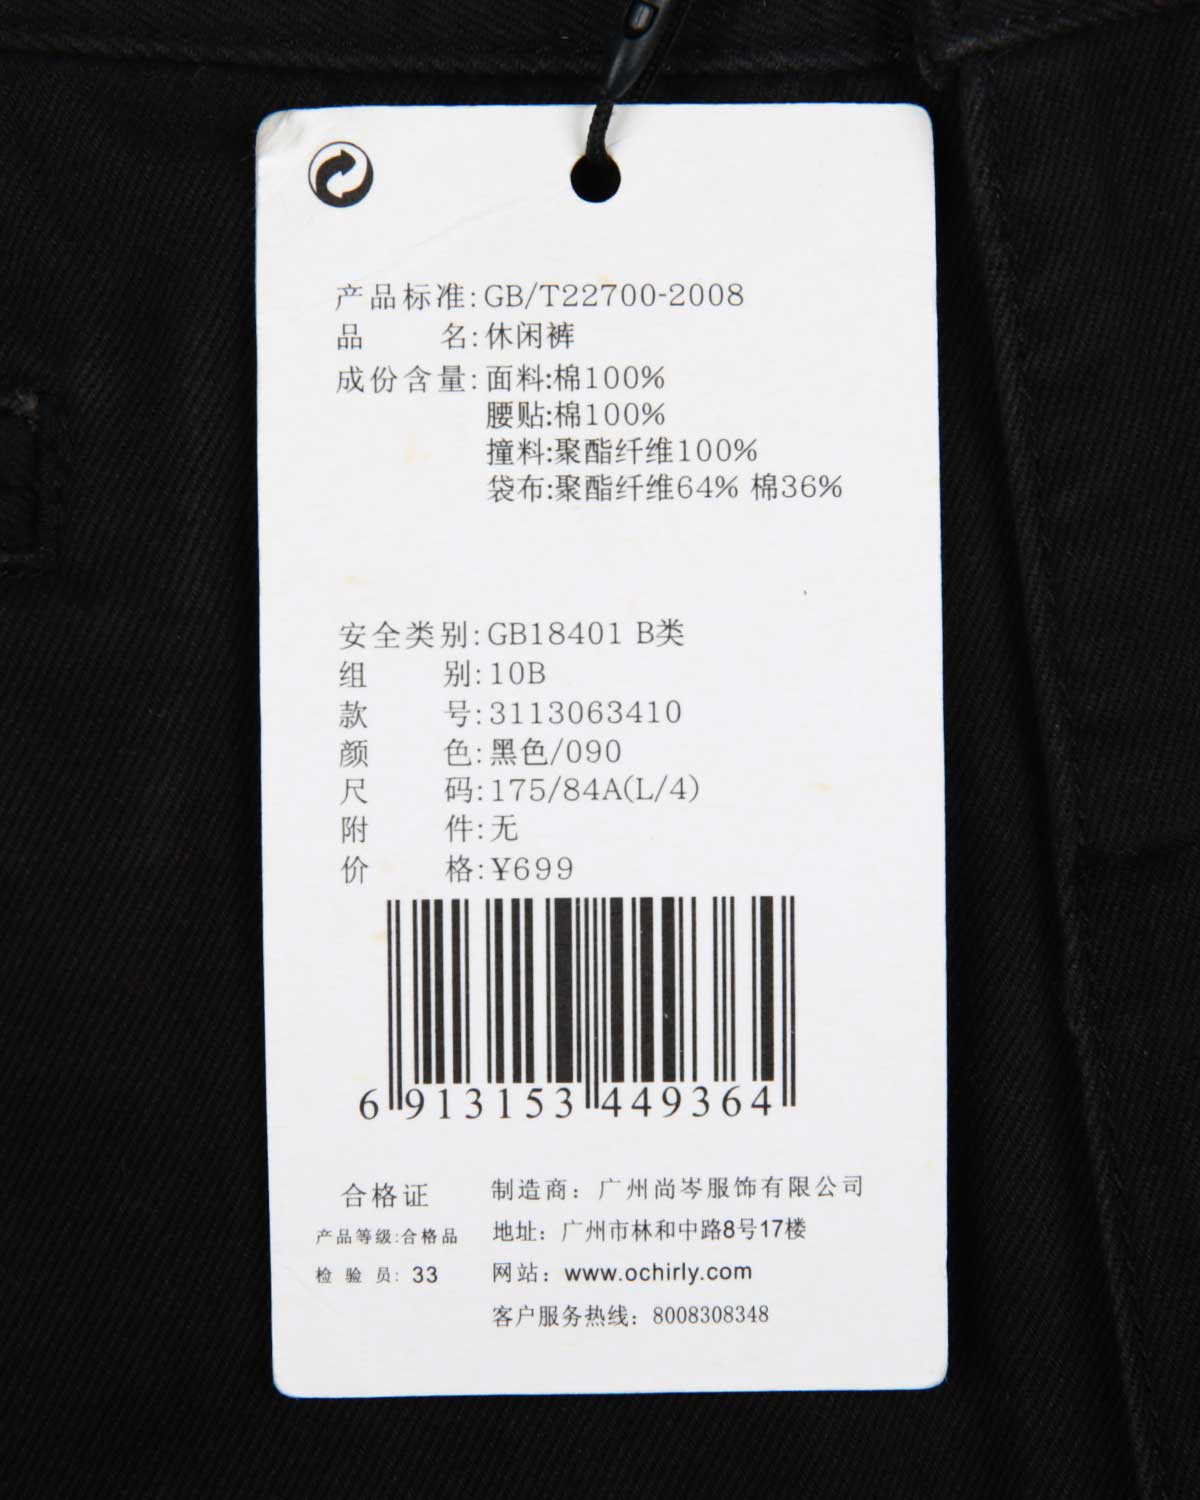 产品标准:GB/T22700-2008
品名:休闲裤
成份含量:面料:棉100%
腰贴:棉100%
撞料:聚酯纤维100%
袋布:聚酯纤维64% 棉36%
安全类别:GB18401 B类
组别:10B
款号:3113063410
颜色:黑色/090
尺码:175/84A(L/4)
附件:无
价格:¥699
6 913153 449364
合格证
产品等级:合格品
检验员: 33
制造商：广州尚岑服饰有限公司
地址：广州市林和中路8号17楼
网站：www.ochirly.com
客户服务热线：8008308348